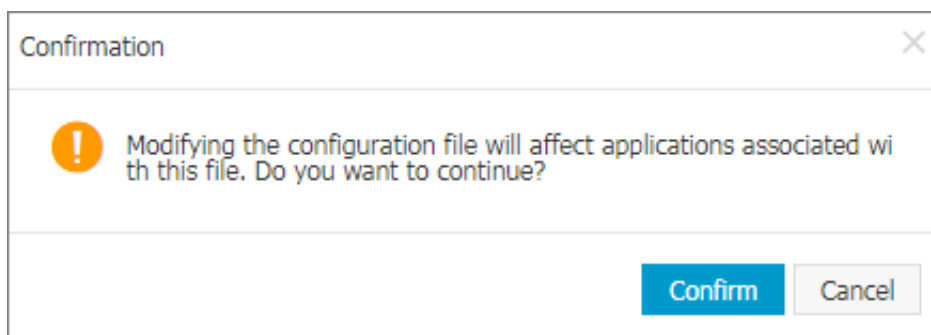 Confirmation
Modifying the configuration file will affect applications associated wi
th this file. Do you want to continue?
Confirm Cancel